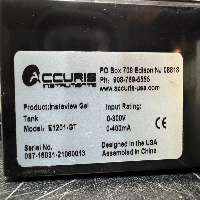 ACCURIS
INSTRUMENTS
PO Box 709 Edison NJ 08818
Ph: 908-769-5555
www.accuris-usa.com
Product:Instaview Gel
Tank
Model: E1201-GT
Input Rating:
0-300V
0-400mA
Serial No.
087-16001-21060013
Designed in the USA
Assembled in China